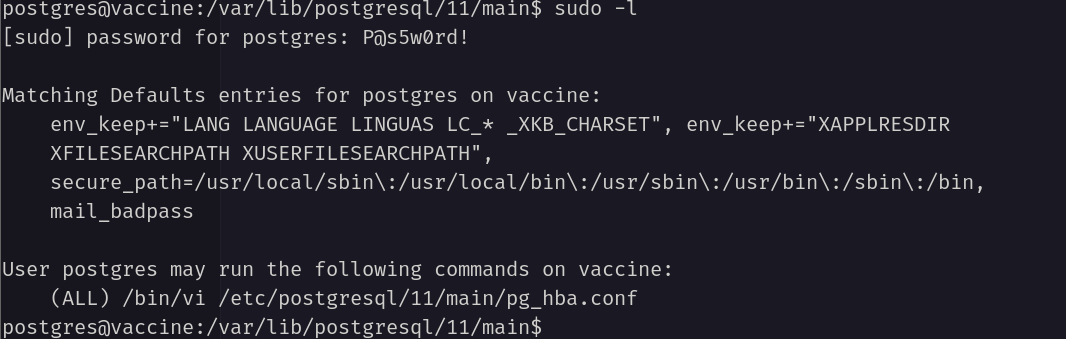 postgres@vaccine:/var/lib/postgresql/11/main$ sudo -l
[sudo] password for postgres: P@s5w0rd!

Matching Defaults entries for postgres on vaccine:
    env_keep+="LANG LANGUAGE LINGUAS LC_* _XKB_CHARSET", env_keep+="XAPPLRESDIR
    XFILESEARCHPATH XUSERFILESEARCHPATH",
    secure_path=/usr/local/sbin\:/usr/local/bin\:/usr/sbin\:/usr/bin\:/sbin\:/bin,
    mail_badpass

User postgres may run the following commands on vaccine:
    (ALL) /bin/vi /etc/postgresql/11/main/pg_hba.conf
postgres@vaccine:/var/lib/postgresql/11/main$